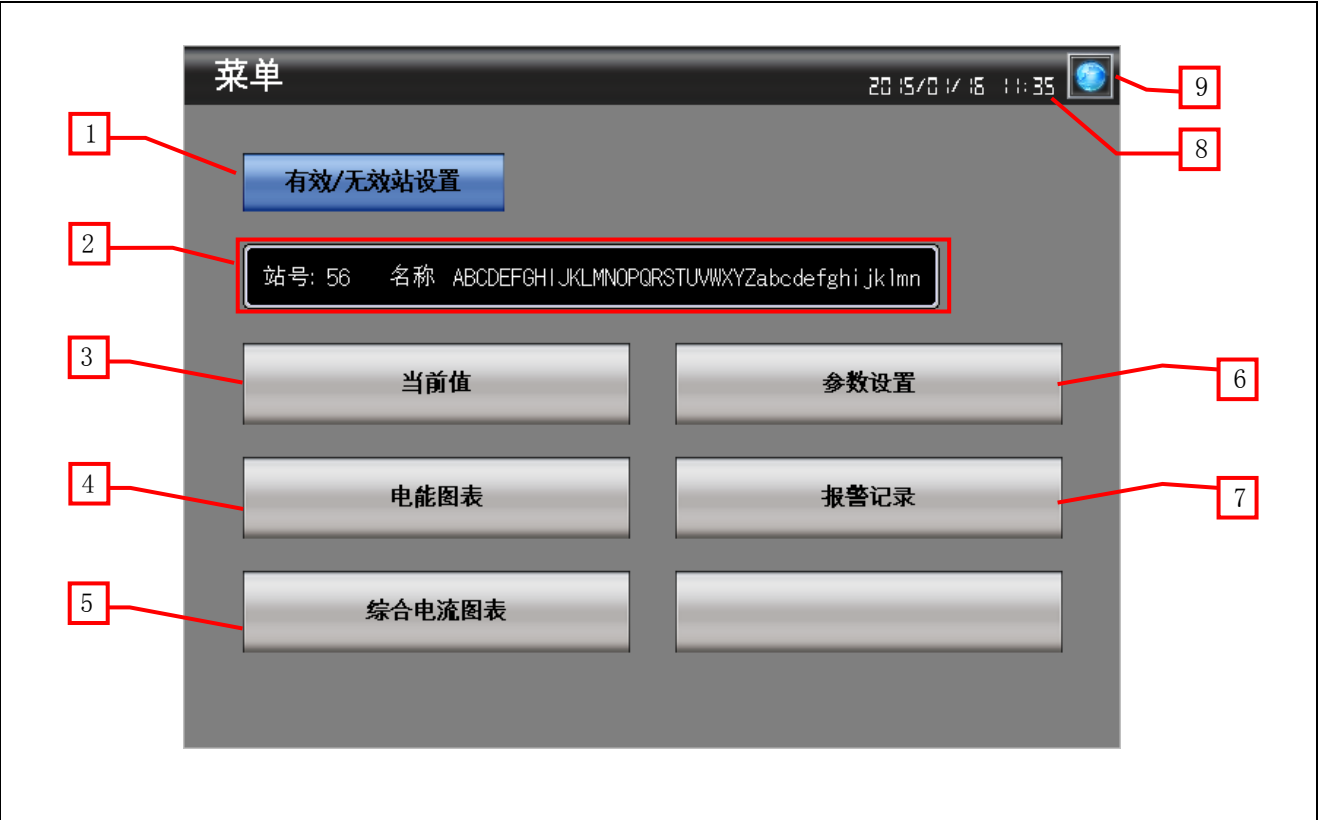 菜单
2015/01/16 11:35
9
8
1
有效/无效站设置
2
站号: 56 名称 ABCDEFGHIJKLMNOPQRSTUVWXYZabcdefghijklmn
3
当前值
参数设置
6
4
电能图表
报警记录
7
5
综合电流图表